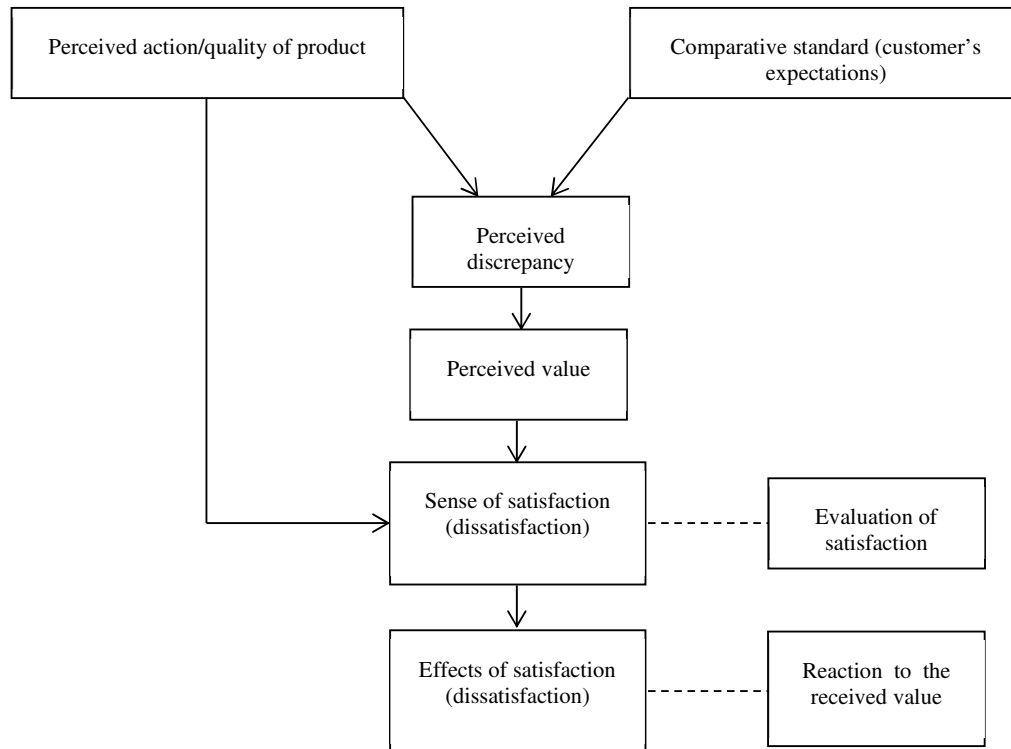 Perceived action/quality of product
Comparative standard (customer’s
expectations)
Perceived
discrepancy
Perceived value
Sense of satisfaction
(dissatisfaction)
Evaluation of
satisfaction
Effects of satisfaction
(dissatisfaction)
Reaction to the
received value